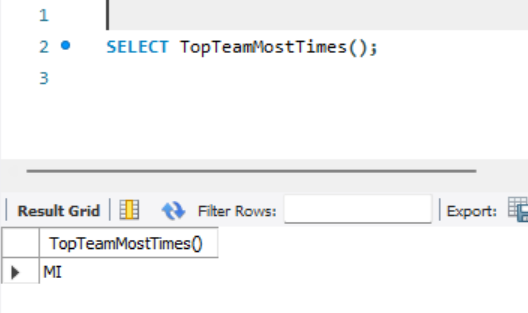 1
2 SELECT TopTeamMostTimes();
3
Result Grid Filter Rows: Export:
TopTeamMostTimes()
MI